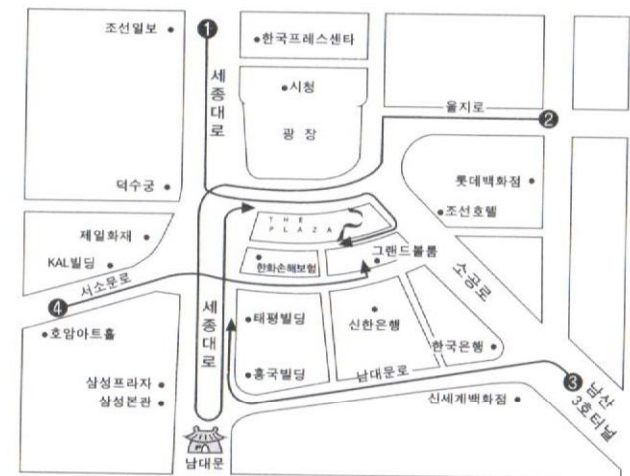 조선일보
1
한국프레스센타
세종대로
시청
을지로
2
광장
덕수궁
롯데백화점
조선호텔
THE
PLAZA
제일화재
그랜드볼룸
KAL빌딩
한화손해보험
소공로
서소문로
4
세종대로
태평빌딩
신한은행
호암아트홀
한국은행
흥국빌딩
남대문로
3
삼성프라자
신세계백화점
삼성본관
남산
3호터널
남대문